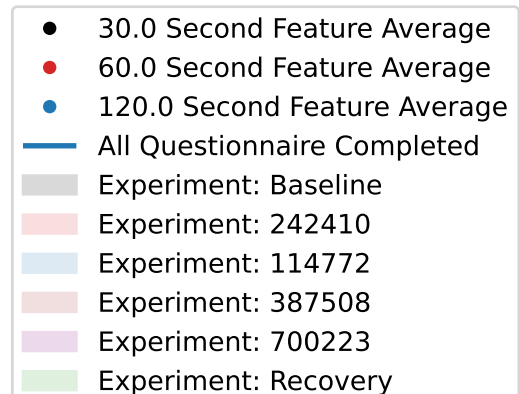 30.0 Second Feature Average
60.0 Second Feature Average
120.0 Second Feature Average
All Questionnaire Completed
Experiment: Baseline
Experiment: 242410
Experiment: 114772
Experiment: 387508
Experiment: 700223
Experiment: Recovery